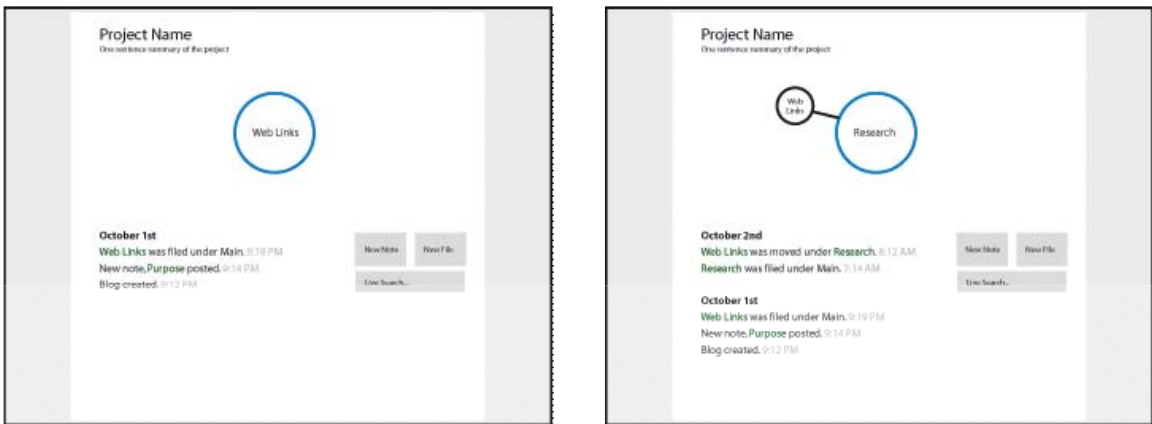 Project Name
One sentence summary of the project
Web Links
October 1st
Web Links was filed under Main. 9:19 PM
New note, Purpose posted. 9:14 PM
Blog created. 9:12 PM
New Note
New File
Live Search...
Project Name
One sentence summary of the project
Web
Links
Research
October 2nd
Web Links was moved under Research. 8:12 AM
Research was filed under Main. 7:14 AM
October 1st
Web Links was filed under Main. 9:19 PM
New note, Purpose posted. 9:14 PM
Blog created. 9:12 PM
New Note
New File
Live Search...